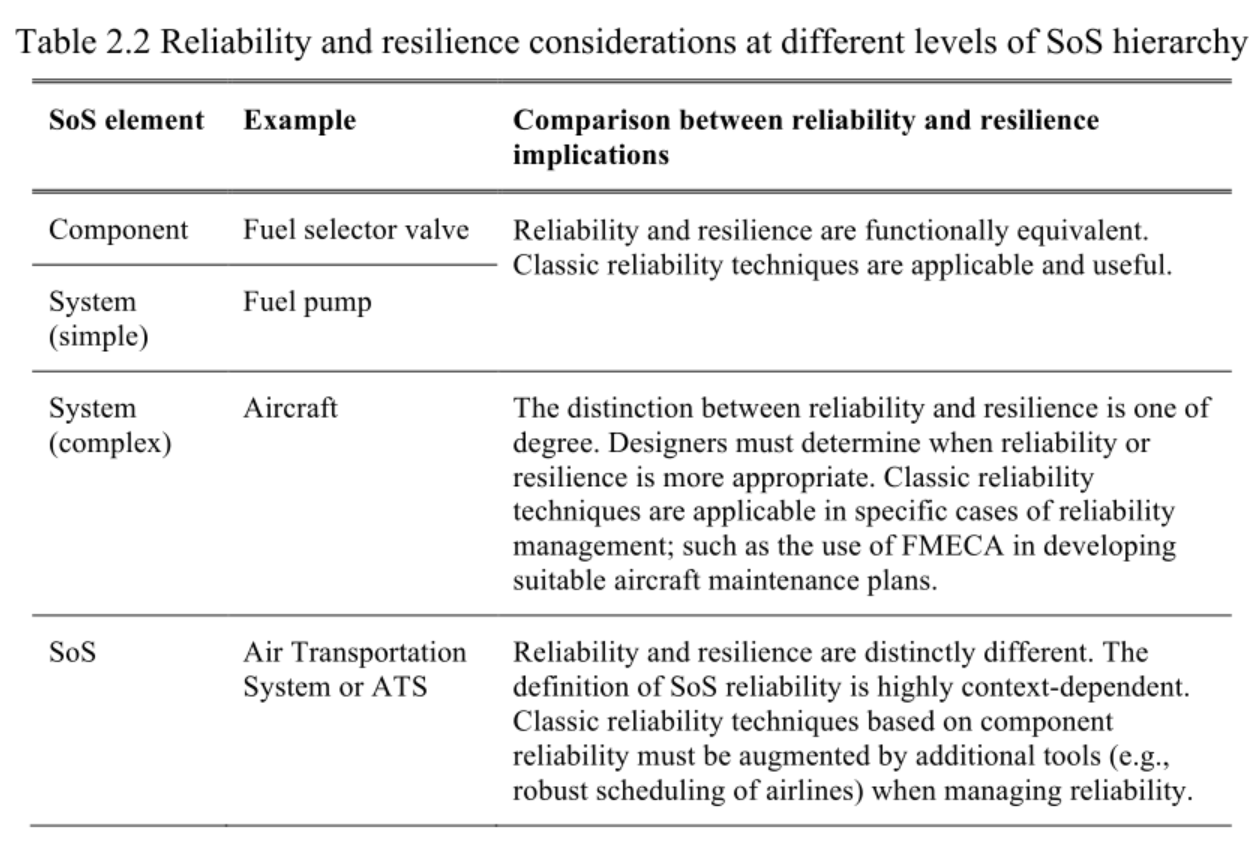 Table 2.2 Reliability and resilience considerations at different levels of SoS hierarchy
SoS element Example Comparison between reliability and resilience
implications
Component Fuel selector valve Reliability and resilience are functionally equivalent.
Classic reliability techniques are applicable and useful.
System Fuel pump
(simple)
System Aircraft The distinction between reliability and resilience is one of
(complex) degree. Designers must determine when reliability or
resilience is more appropriate. Classic reliability
techniques are applicable in specific cases of reliability
management; such as the use of FMECA in developing
suitable aircraft maintenance plans.
SoS Air Transportation Reliability and resilience are distinctly different. The
System or ATS definition of SoS reliability is highly context-dependent.
Classic reliability techniques based on component
reliability must be augmented by additional tools (e.g.,
robust scheduling of airlines) when managing reliability.